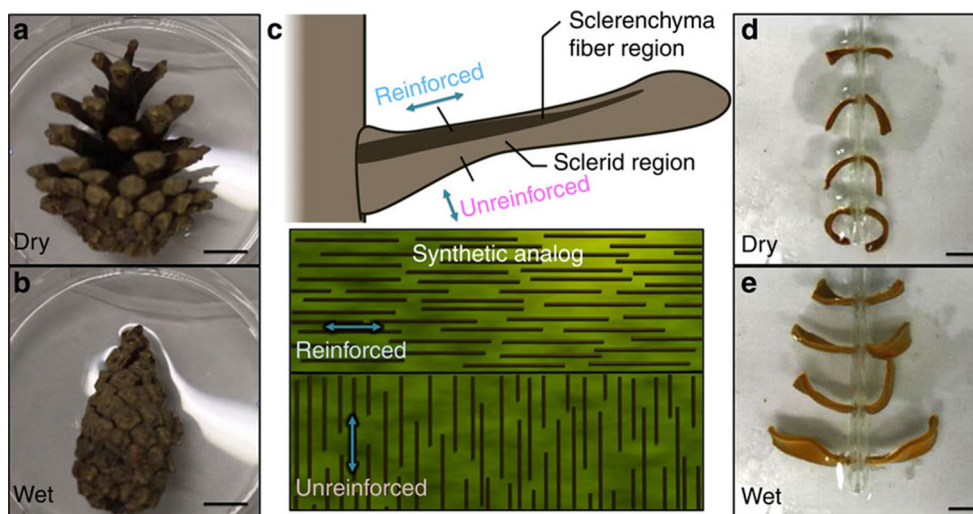 a
Dry
b
Wet
c
Sclerenchyma
fiber region
Reinforced
Sclerid region
Unreinforced
Synthetic analog
Reinforced
Unreinforced
d
Dry
e
Wet